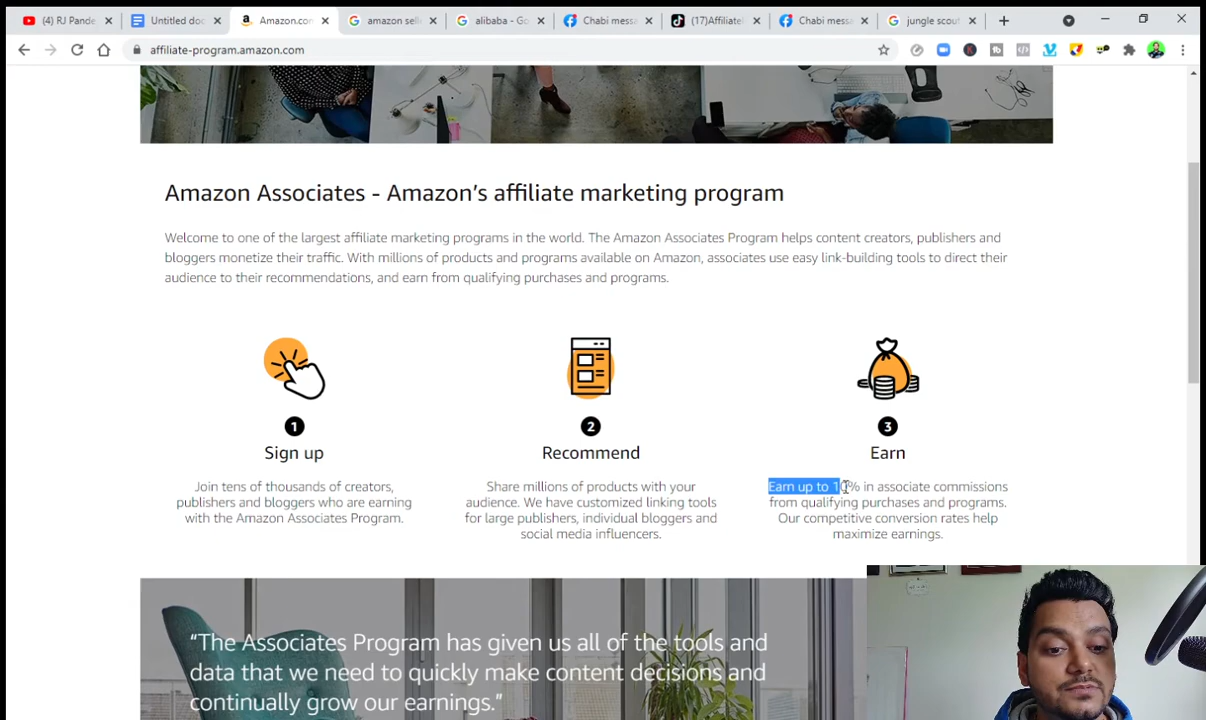 (4) RJ Pande
Untitled doc
Amazon.com
amazon sell
alibaba - Go
Chabi messa
(17)Affiliate
Chabi messa
jungle scout
affiliate-program.amazon.com
Amazon Associates - Amazon's affiliate marketing program
Welcome to one of the largest affiliate marketing programs in the world. The Amazon Associates Program helps content creators, publishers and
bloggers monetize their traffic. With millions of products and programs available on Amazon, associates use easy link-building tools to direct their
audience to their recommendations, and earn from qualifying purchases and programs.
1
Sign up
Join tens of thousands of creators,
publishers and bloggers who are earning
with the Amazon Associates Program.
2
Recommend
Share millions of products with your
audience. We have customized linking tools
for large publishers, individual bloggers and
social media influencers.
3
Earn
Earn up to 10% in associate commissions
from qualifying purchases and programs.
Our competitive conversion rates help
maximize earnings.
“The Associates Program has given us all of the tools and
data that we need to quickly make content decisions and
continually grow our earnings.”